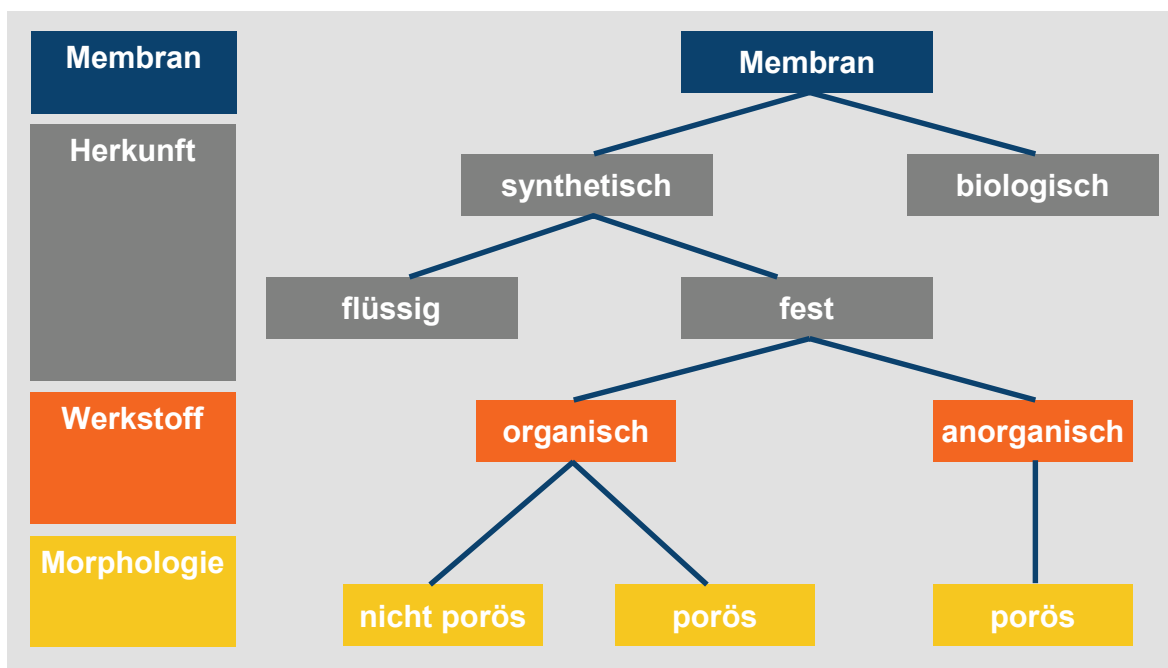 Membran
Membran
Herkunft
synthetisch
biologisch
flüssig
fest
Werkstoff
organisch
anorganisch
Morphologie
nicht porös
porös
porös